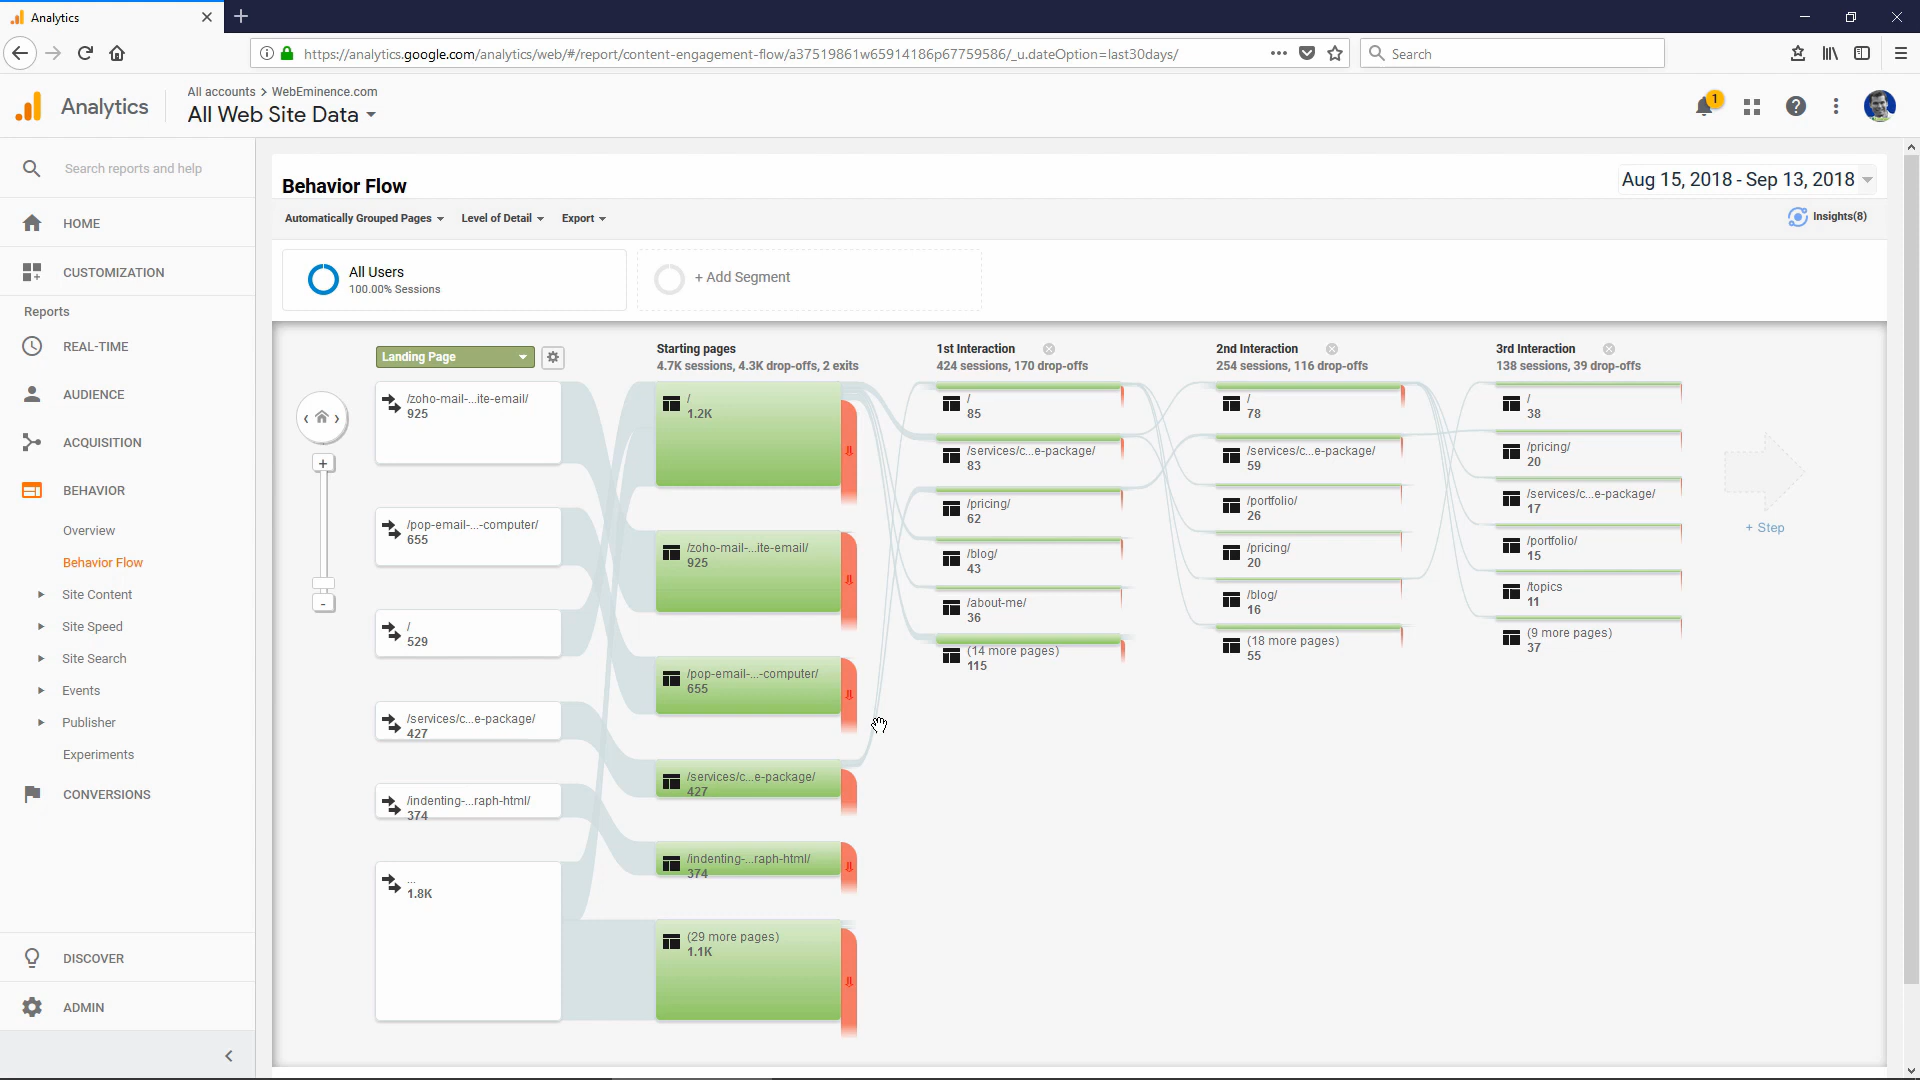 Analytics
https://analytics.google.com/analytics/web/#/report/content-engagement-flow/a37519861w65914186p67759586/_u.dateOption=last30days/
Search
Analytics
All accounts > WebEminence.com
All Web Site Data
1
Search reports and help
HOME
CUSTOMIZATION
Reports
REAL-TIME
AUDIENCE
ACQUISITION
BEHAVIOR
Overview
Behavior Flow
Site Content
Site Speed
Site Search
Events
Publisher
Experiments
CONVERSIONS
DISCOVER
ADMIN
Behavior Flow
Aug 15, 2018 - Sep 13, 2018
Automatically Grouped Pages
Level of Detail
Export
Insights(8)
All Users
100.00% Sessions
+ Add Segment
Landing Page
/zoho-mail-...ite-email/
925
/pop-email-...-computer/
655
/
529
/services/c...e-package/
427
/indenting-...raph-html/
374
...
1.8K
Starting pages
4.7K sessions, 4.3K drop-offs, 2 exits
/
1.2K
/zoho-mail-...ite-email/
925
/pop-email-...-computer/
655
/services/c...e-package/
427
/indenting-...raph-html/
374
(29 more pages)
1.1K
1st Interaction
424 sessions, 170 drop-offs
/
85
/services/c...e-package/
83
/pricing/
62
/blog/
43
/about-me/
36
(14 more pages)
115
2nd Interaction
254 sessions, 116 drop-offs
/
78
/services/c...e-package/
59
/portfolio/
26
/pricing/
20
/blog/
16
(18 more pages)
55
3rd Interaction
138 sessions, 39 drop-offs
/
38
/pricing/
20
/services/c...e-package/
17
/portfolio/
15
/topics
11
(9 more pages)
37
+ Step
+
-